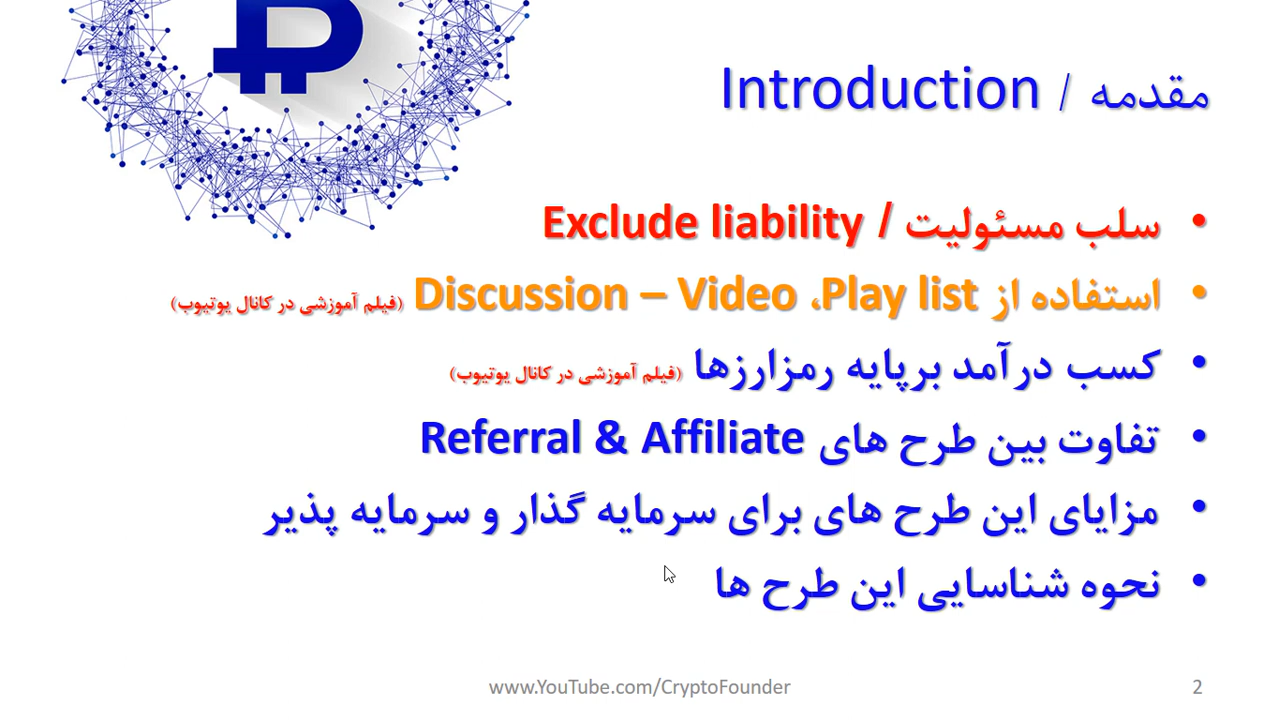 مقدمه / Introduction
• سلب مسئولیت / Exclude liability
• استفاده از Discussion – Video ،Play list (فیلم آموزشی در کانال یوتیوب)
• کسب درآمد برپایه رمزارزها (فیلم آموزشی در کانال یوتیوب)
• تفاوت بین طرح های Referral & Affiliate
• مزایای این طرح های برای سرمایه گذار و سرمایه پذیر
• نحوه شناسایی این طرح ها
www.YouTube.com/CryptoFounder
2